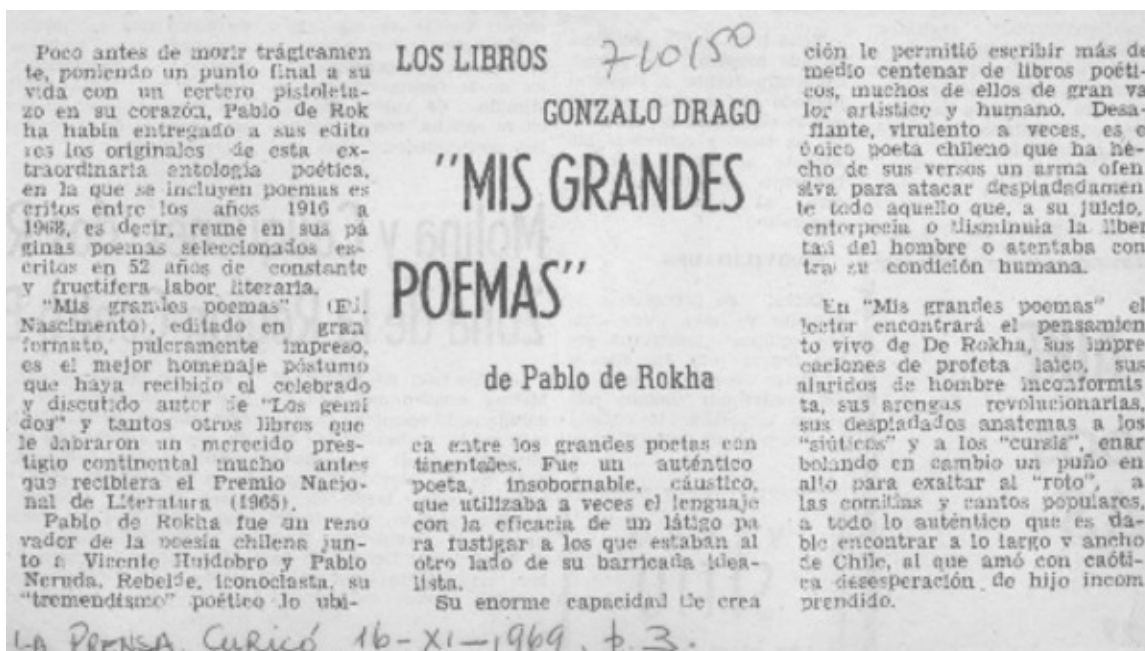 LOS LIBROS
710150
GONZALO DRAGO
"MIS GRANDES
POEMAS"
de Pablo de Rokha
Poco antes de morir trágicamen
te, poniendo un punto final a su
vida con un certero pistoleta-
zo en su corazón, Pablo de Rok
ha había entregado a sus edito
res los originales de esta ex-
traordinaria antología poética,
en la que se incluyen poemas es
critos entre los años 1916 a
1968, es decir, reune en sus pá
ginas poemas seleccionados es-
critos en 52 años de constante
y fructífera labor literaria.
"Mis grandes poemas" (Ed.
Nascimento), editado en gran
formato, pulcramente impreso,
es el mejor homenaje póstumo
que haya recibido el celebrado
y discutido autor de "Los gemi
dos" y tantos otros libros que
le labraron un merecido pres-
tigio continental mucho antes
que recibiera el Premio Nacio-
nal de Literatura (1965).
Pablo de Rokha fue un reno
vador de la poesía chilena jun-
to a Vicente Huidobro y Pablo
Neruda. Rebelde, iconoclasta, su
"tremendismo" poético lo ubi-
ca entre los grandes poetas con
tinentales. Fue un auténtico
poeta, insobornable, cáustico,
que utilizaba a veces el lenguaje
con la eficacia de un látigo pa
ra fustigar a los que estaban al
otro lado de su barricada idea-
lista.
Su enorme capacidad de crea
ción le permitió escribir más de
medio centenar de libros poéti-
cos, muchos de ellos de gran va
lor artístico y humano. Desa
fiante, virulento a veces, es e
único poeta chileno que ha he-
cho de sus versos un arma ofen
siva para atacar despiadadamen
te todo aquello que, a su juicio,
entorpecía o disminuía la liber
tad del hombre o atentaba con
tra su condición humana.
En "Mis grandes poemas" el
lector encontrará el pensamien
to vivo de De Rokha, sus impre
caciones de profeta laico, sus
alaridos de hombre inconformis
ta, sus arengas revolucionarias,
sus despiadados anatemas a los
"siúticos" y a los "cursis", enar
bolando en cambio un puño en
alto para exaltar al "roto", a
las comidas y cantos populares,
a todo lo auténtico que es da-
ble encontrar a lo largo y ancho
de Chile, al que amó con caóti-
ca desesperación de hijo incom
prendido.
LA PRENSA, CURICÓ 16-XI-1969. p. 3.